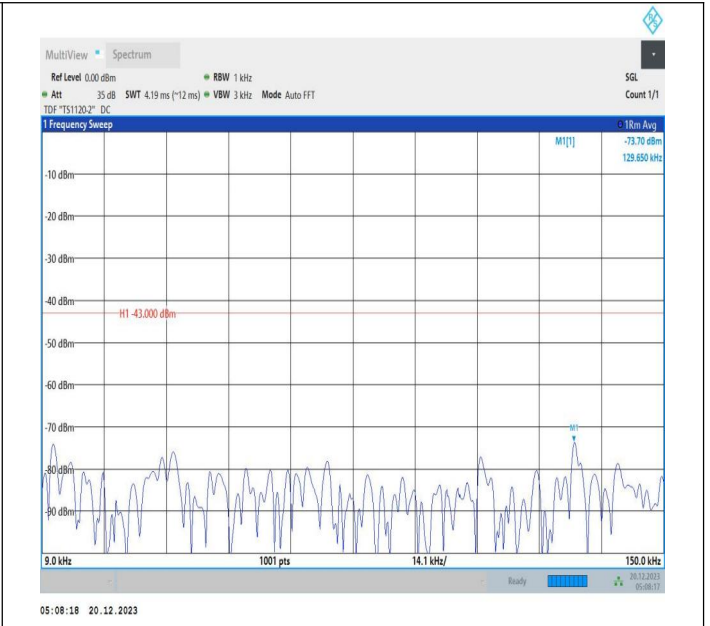 MultiView Spectrum
Ref Level 0.00 dBm RBW 1 kHz SGL
Att 35 dB SWT 4.19 ms (~12 ms) VBW 3 kHz Mode Auto FFT Count 1/1
TDF "TS1120-2" DC
1 Frequency Sweep 1Rm Avg
M1[1] -73.70 dBm
129.650 kHz
-10 dBm
-20 dBm
-30 dBm
-40 dBm
H1 -43.000 dBm
-50 dBm
-60 dBm
-70 dBm
M1
-80 dBm
-90 dBm
9.0 kHz 1001 pts 14.1 kHz/ 150.0 kHz
Ready 20.12.2023
05:08:17
05:08:18 20.12.2023